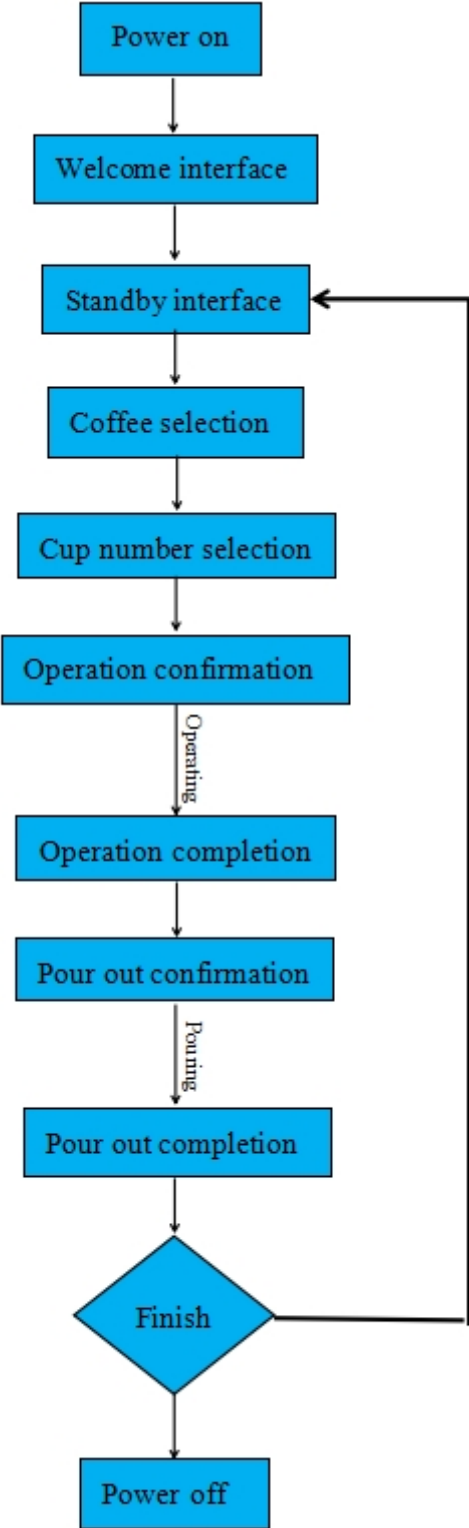 Power on
Welcome interface
Standby interface
Coffee selection
Cup number selection
Operation confirmation
Operating
Operation completion
Pour out confirmation
Pouring
Pour out completion
Finish
Power off